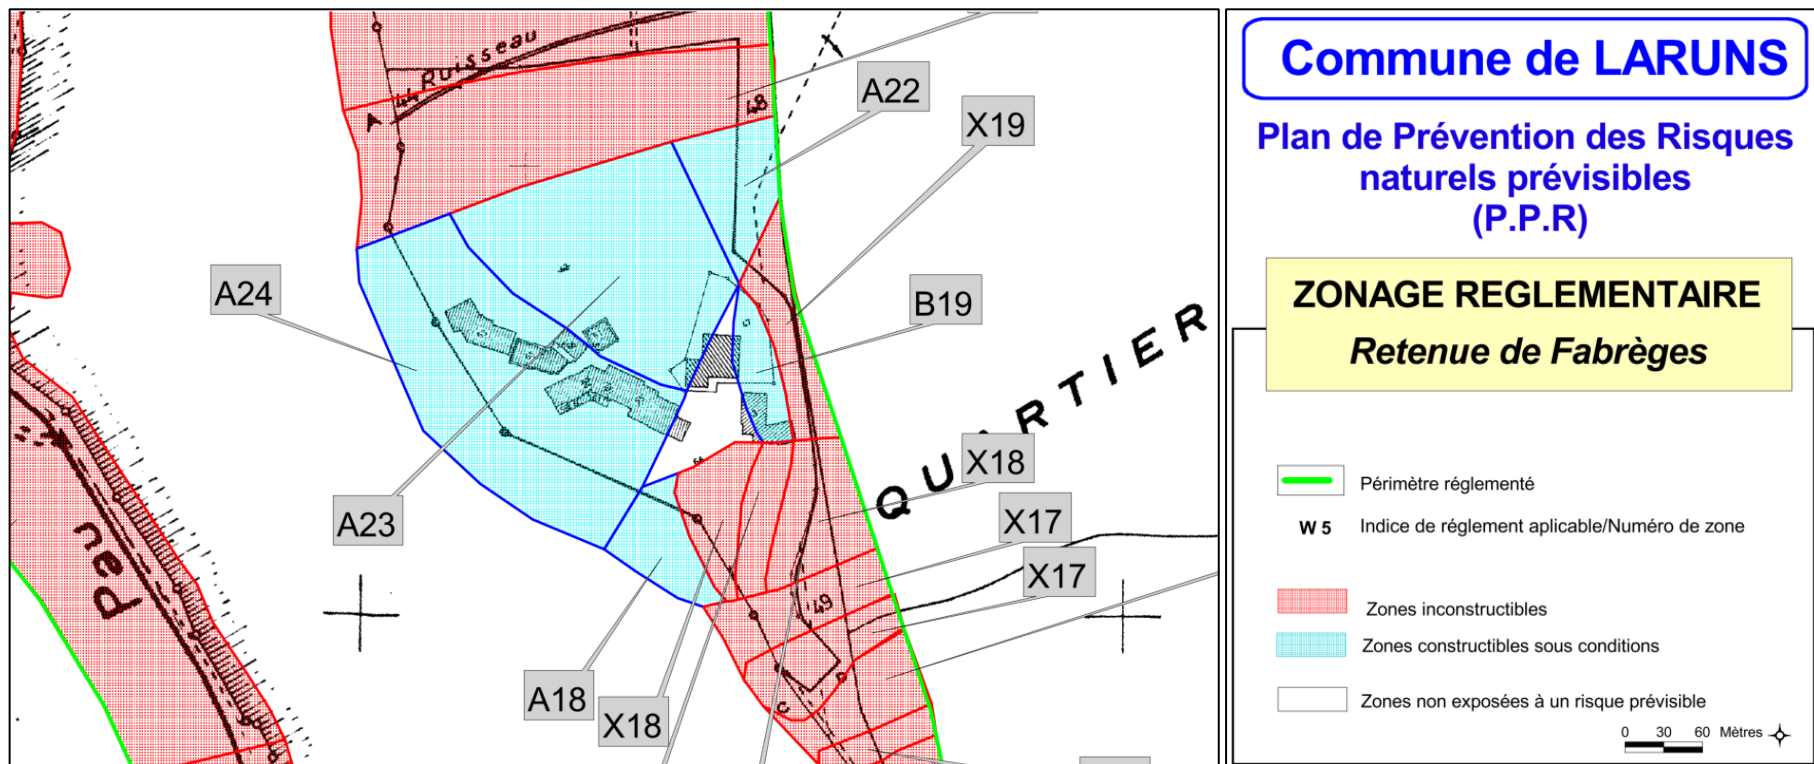 Ruisseau
44
A
48
A22
X19
A24
B19
QUARTIER
A23
X18
X17
X17
49
Pau
A18
X18
C
Commune de LARUNS
Plan de Prévention des Risques
naturels prévisibles
(P.P.R)
ZONAGE REGLEMENTAIRE
Retenue de Fabrèges
Périmètre réglementé
W 5 Indice de réglement aplicable/Numéro de zone
Zones inconstructibles
Zones constructibles sous conditions
Zones non exposées à un risque prévisible
0 30 60 Mètres